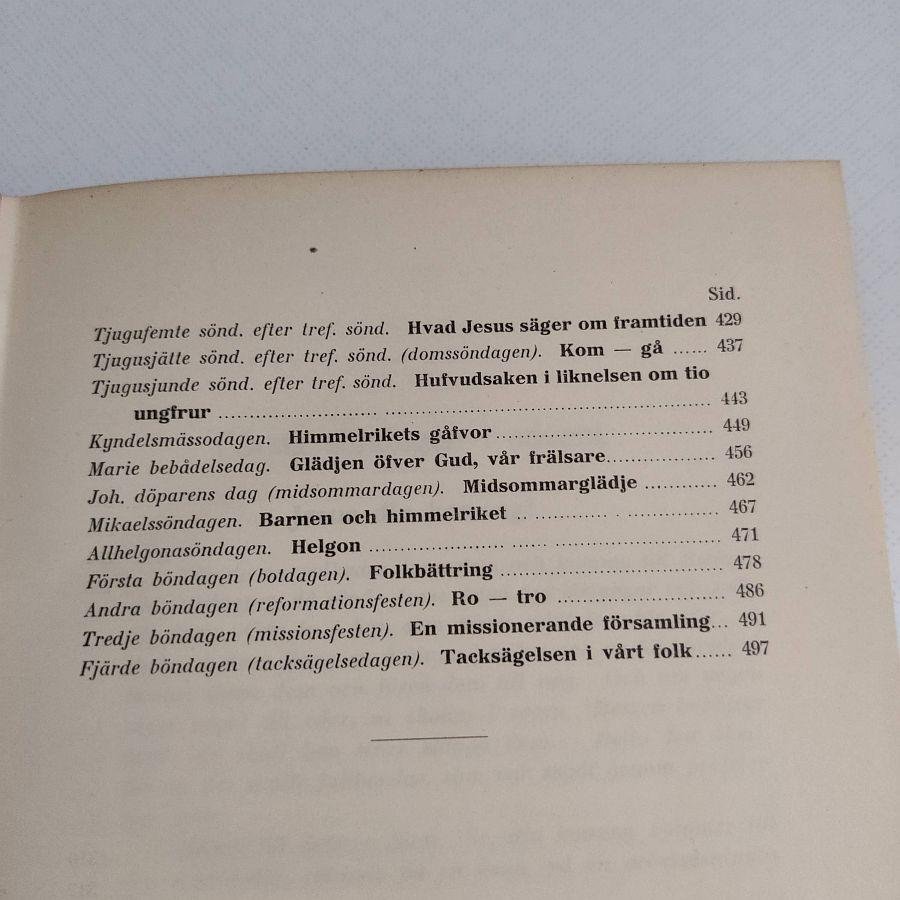 Sid.
Tjugufemte sönd. efter tref. sönd. Hvad Jesus säger om framtiden 429
Tjugusjätte sönd. efter tref. sönd. (domssöndagen). Kom — gå ...... 437
Tjugusjunde sönd. efter tref. sönd. Hufvudsaken i liknelsen om tio
ungfrur ........................................ 443
Kyndelsmässodagen. Himmelrikets gåfvor .................... 449
Marie bebådelsedag. Glädjen öfver Gud, vår frälsare.................. 456
Joh. döparens dag (midsommardagen). Midsommarglädje ............ 462
Mikaelssöndagen. Barnen och himmelriket .. ............ . ............... 467
Allhelgonasöndagen. Helgon ........................ ...... .......................... 471
Första böndagen (botdagen). Folkbättring .................................... 478
Andra böndagen (reformationsfesten). Ro — tro ........................... 486
Tredje böndagen (missionsfesten). En missionerande församling... 491
Fjärde böndagen (tacksägelsedagen). Tacksägelsen i vårt folk...... 497